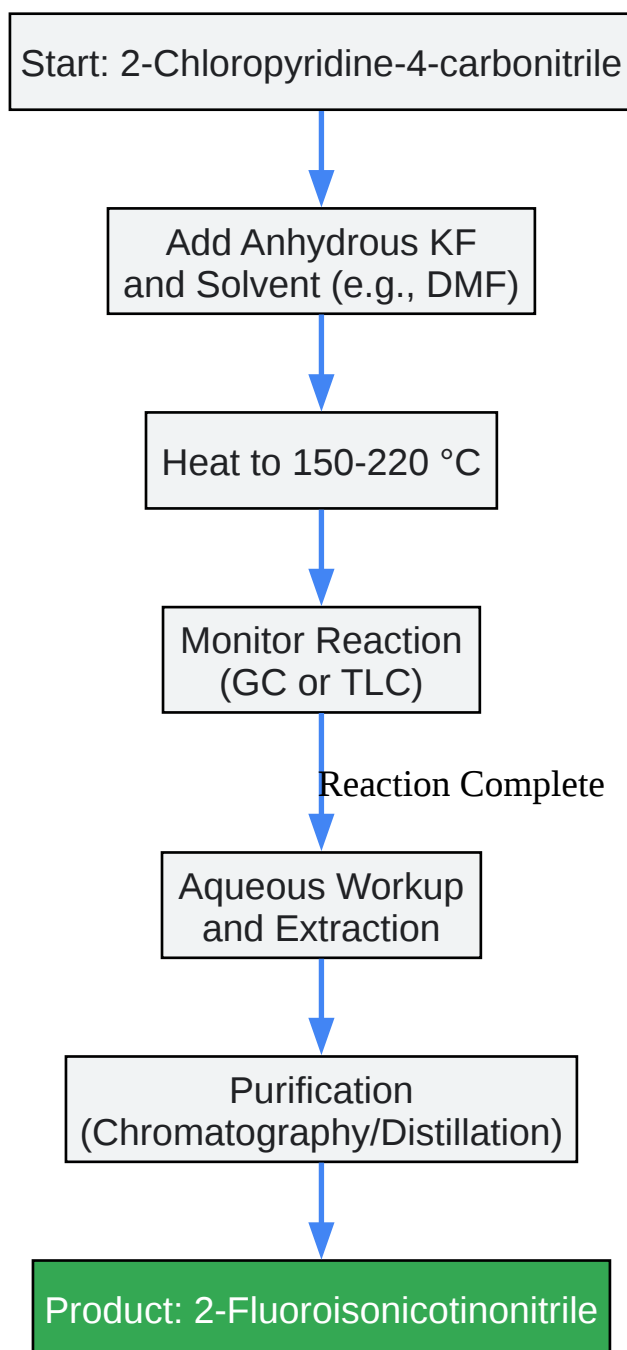 Start: 2-Chloropyridine-4-carbonitrile
Add Anhydrous KF
and Solvent (e.g., DMF)
Heat to 150-220 °C
Monitor Reaction
(GC or TLC)
Reaction Complete
Aqueous Workup
and Extraction
Purification
(Chromatography/Distillation)
Product: 2-Fluoroisonicotinonitrile